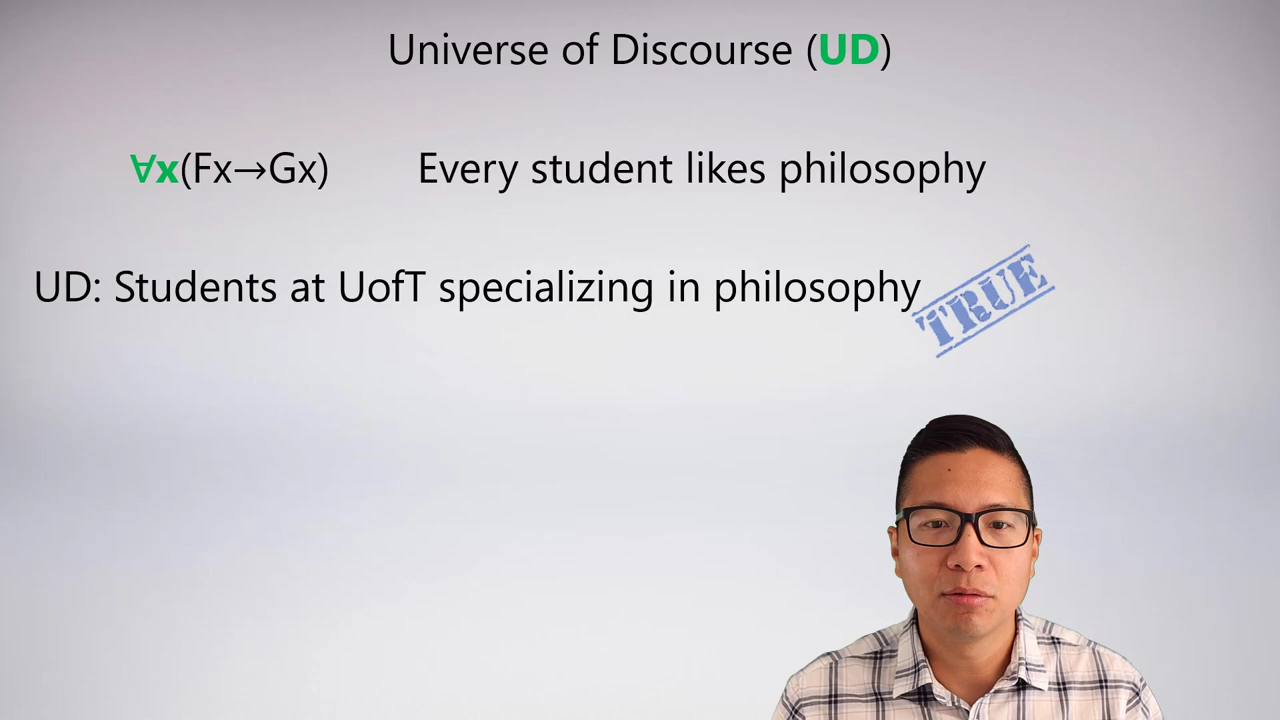 Universe of Discourse (UD)
∀x(Fx→Gx) Every student likes philosophy
UD: Students at UofT specializing in philosophy
TRUE